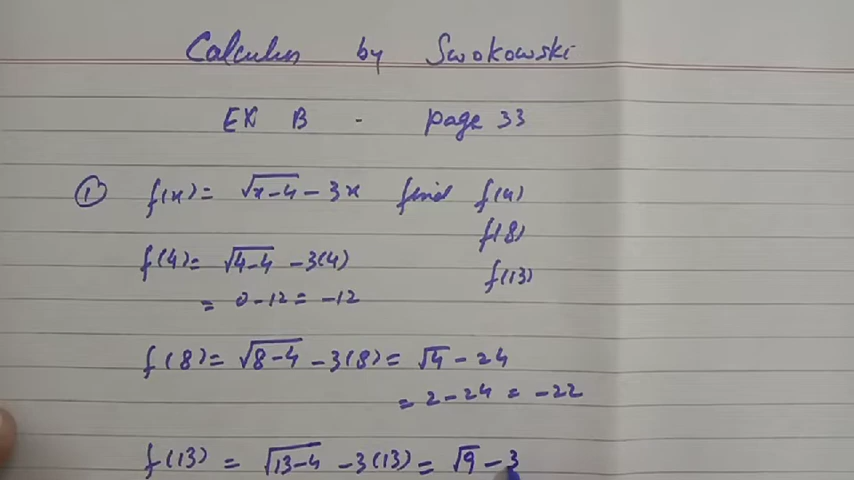 Calculus by Swokowski
EX B - page 33
① f(x) = √(x-4) - 3x find f(4)
f(8)
f(4) = √(4-4) - 3(4)
f(13)
= 0-12 = -12
f(8) = √(8-4) - 3(8) = √4 - 24
= 2-24 = -22
f(13) = √(13-4) - 3(13) = √9 - 3